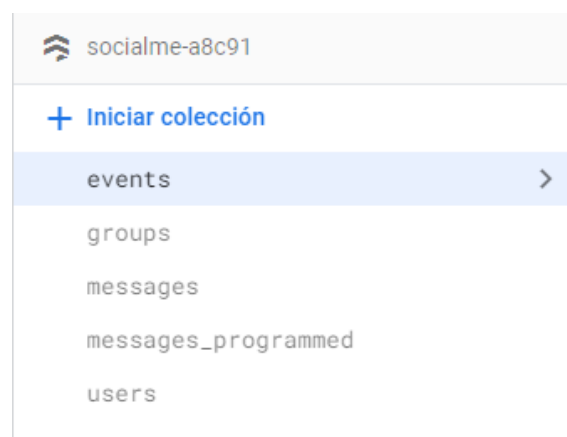 socialme-a8c91
Iniciar colección
events
groups
messages
messages_programmed
users